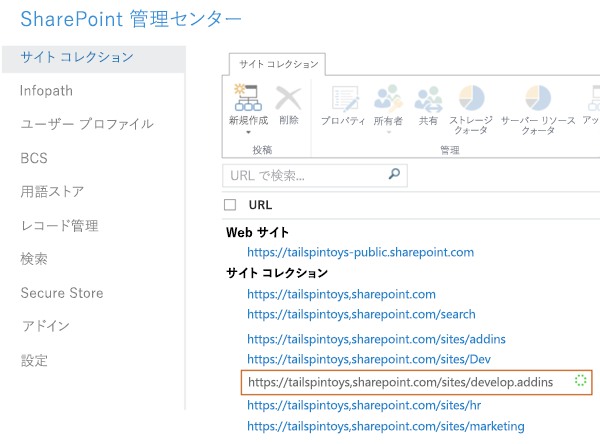 SharePoint 管理センター
サイト コレクション
Infopath
ユーザー プロファイル
BCS
用語ストア
レコード管理
検索
Secure Store
アドイン
設定
サイト コレクション
新規作成
削除
プロパティ
所有者
共有
ストレージ
クォータ
サーバー リソース
クォータ
アッ
投稿
管理
URL で検索...
URL
Web サイト
https://tailspintoys-public.sharepoint.com
サイト コレクション
https://tailspintoys,sharepoint.com
https://tailspintoys,sharepoint.com/search
https://tailspintoys,sharepoint.com/sites/addins
https://tailspintoys,sharepoint.com/sites/Dev
https://tailspintoys,sharepoint.com/sites/develop.addins
https://tailspintoys,sharepoint.com/sites/hr
https://tailspintoys,sharepoint.com/sites/marketing